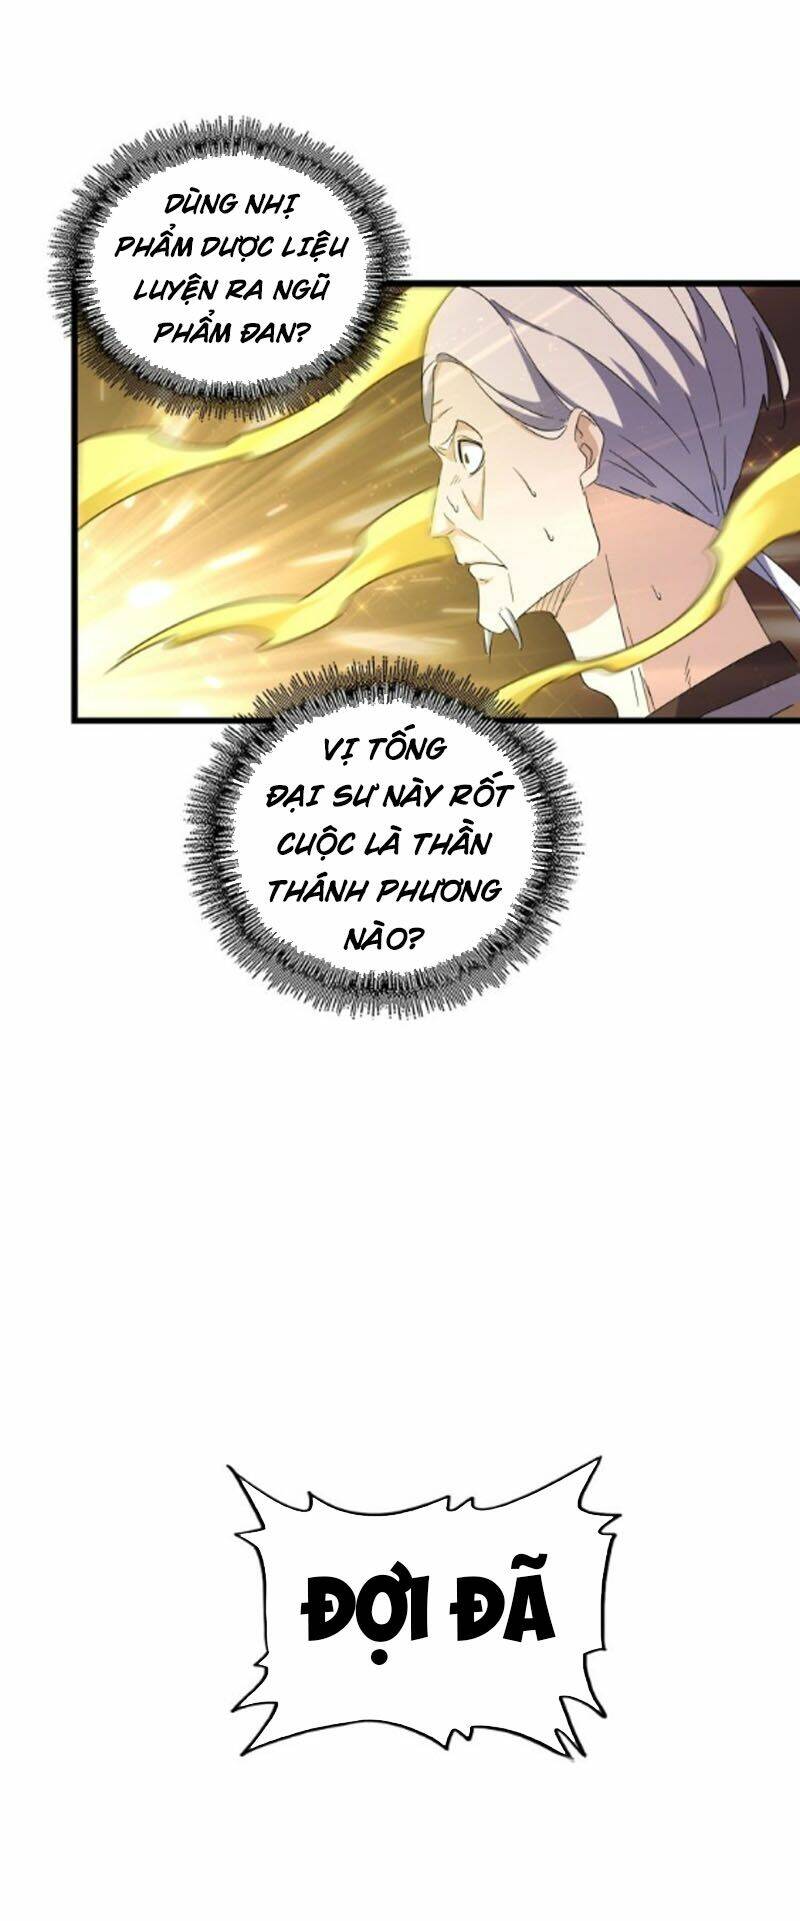 DÙNG NHỊ
PHẨM DƯỢC LIỆU
LUYỆN RA NGŨ
PHẨM ĐAN?
VỊ TỐNG
ĐẠI SƯ NÀY RỐT
CUỘC LÀ THẦN
THÁNH PHƯƠNG
NÀO?
ĐỢI ĐÃ